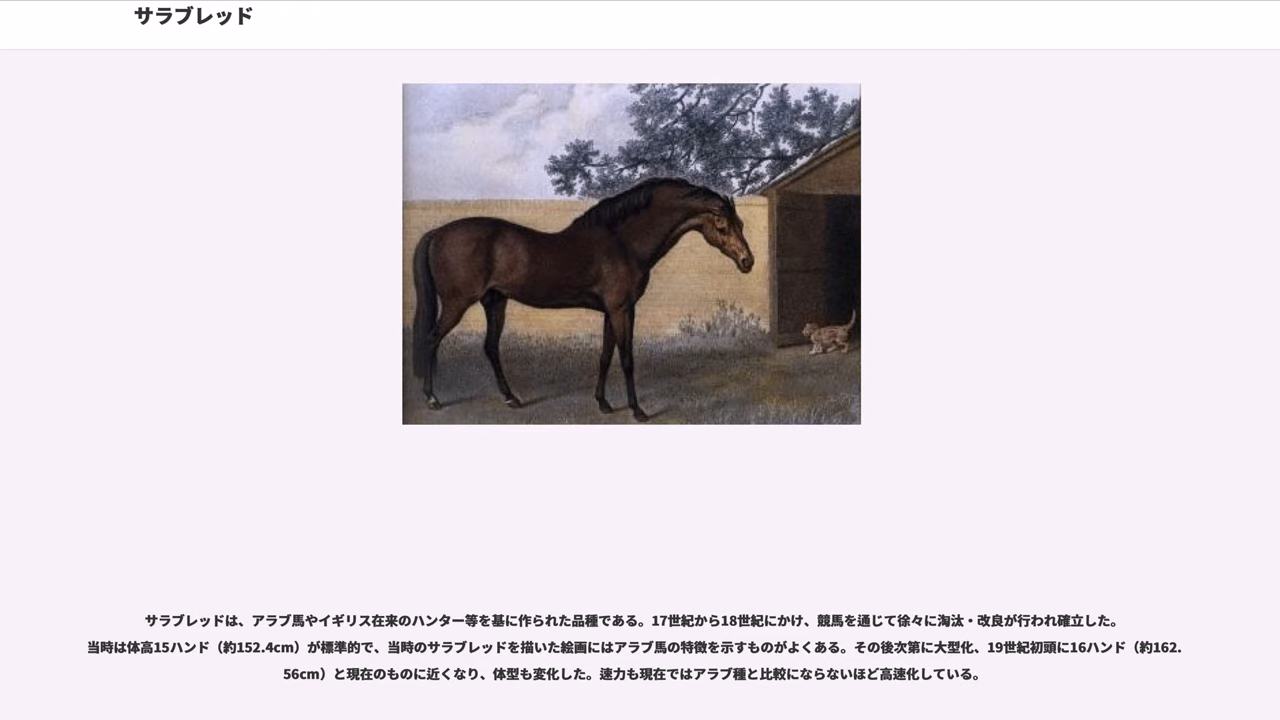 サラブレッド
サラブレッドは、アラブ馬やイギリス在来のハンター等を基に作られた品種である。17世紀から18世紀にかけ、競馬を通じて徐々に淘汰・改良が行われ確立した。
当時は体高15ハンド（約152.4cm）が標準的で、当時のサラブレッドを描いた絵画にはアラブ馬の特徴を示すものがよくある。その後次第に大型化、19世紀初頭に16ハンド（約162.
56cm）と現在のものに近くなり、体型も変化した。速力も現在ではアラブ種と比較にならないほど高速化している。